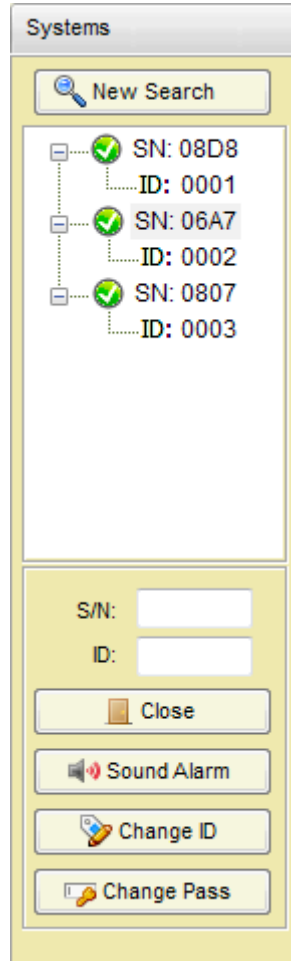 Systems
New Search
SN: 08D8
ID: 0001
SN: 06A7
ID: 0002
SN: 0807
ID: 0003
S/N:
ID:
Close
Sound Alarm
Change ID
Change Pass